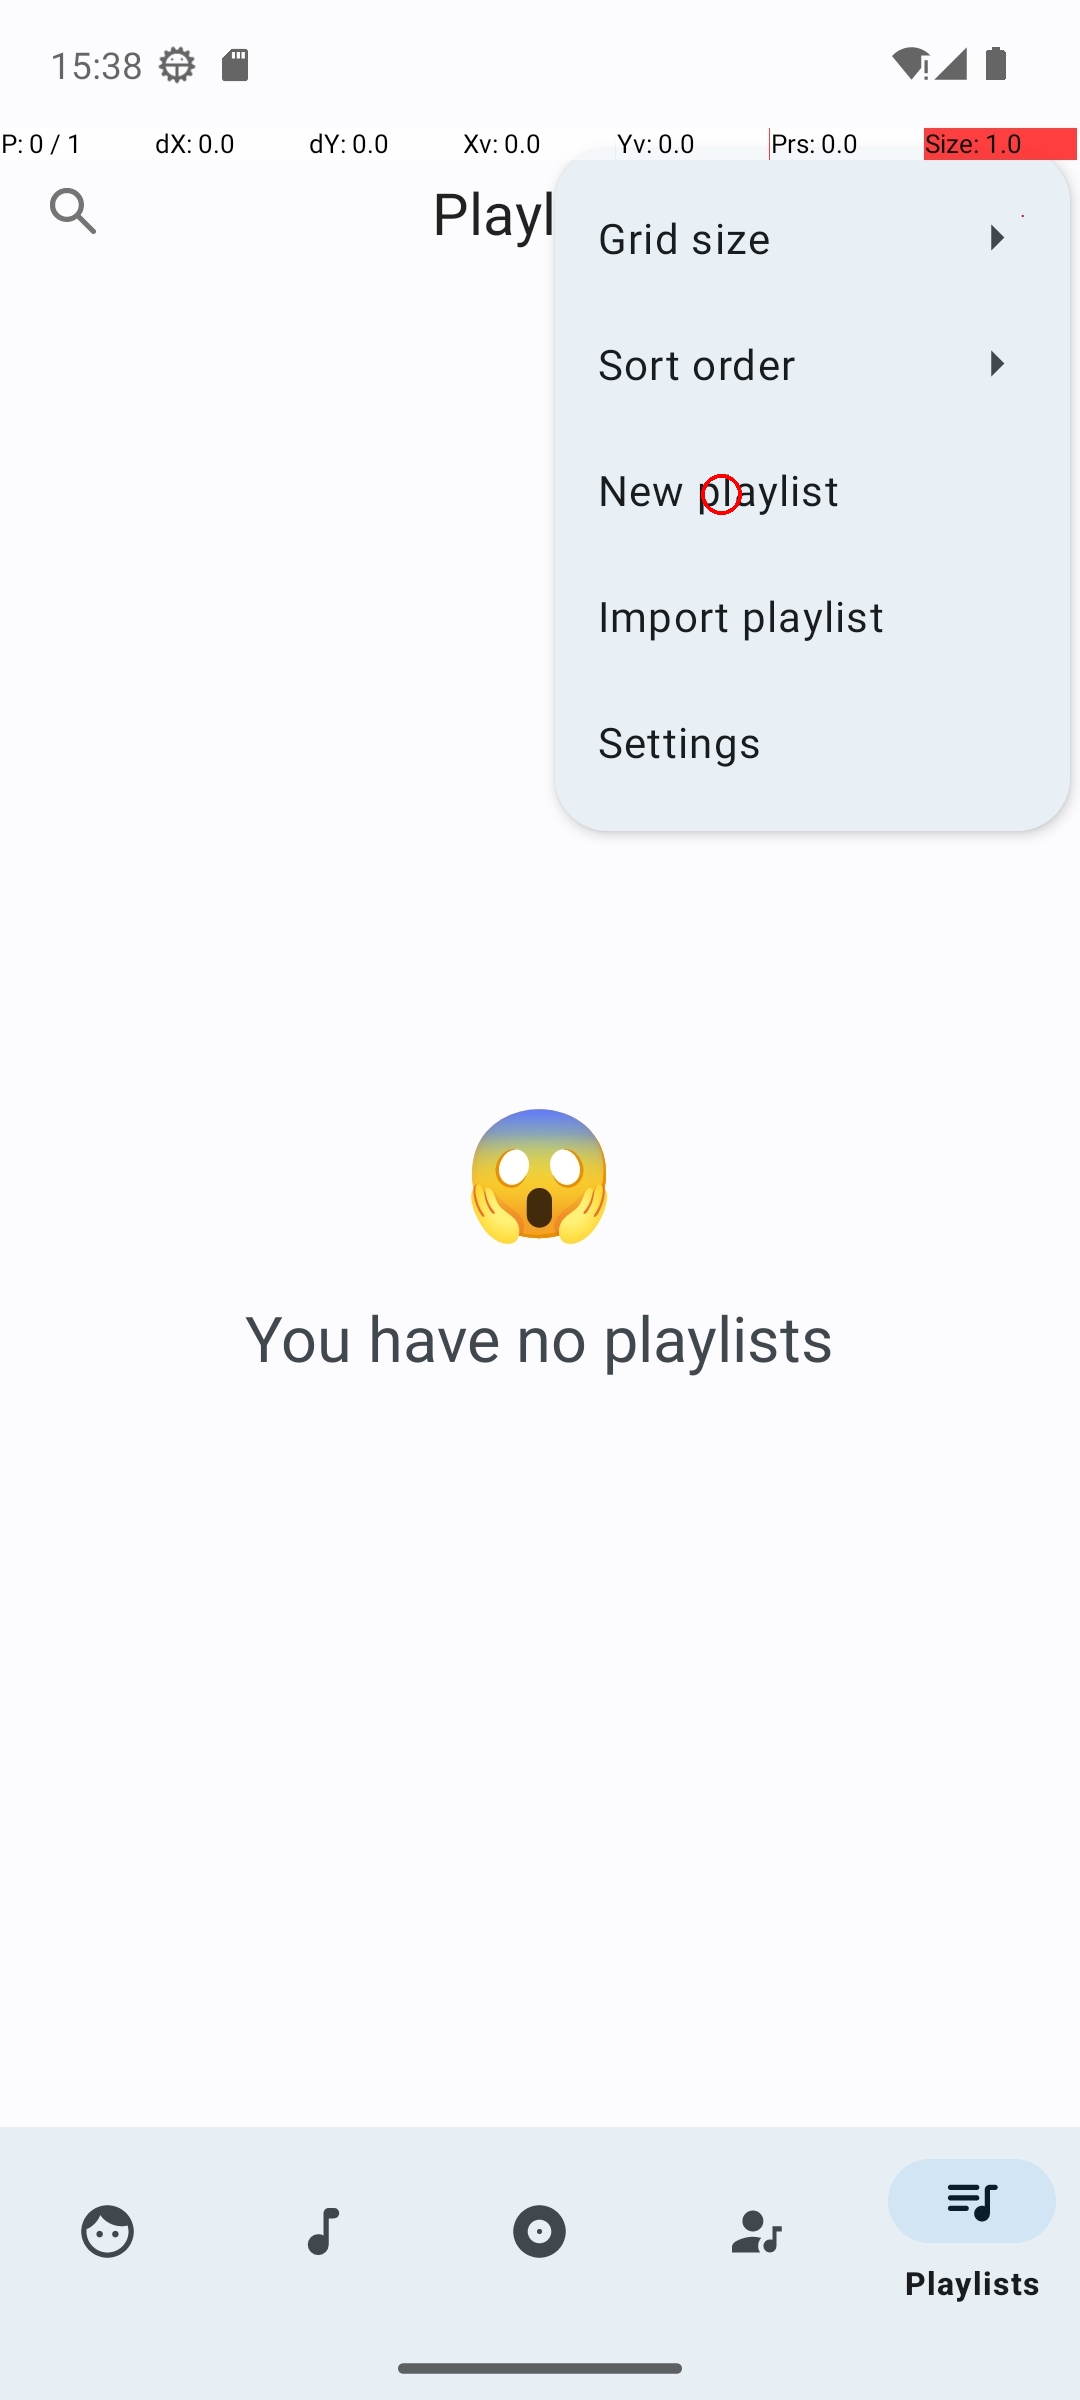 15:38
P: 0 / 1 dX: 0.0 dY: 0.0 Xv: 0.0 Yv: 0.0 Prs: 0.0 Size: 1.0
Playl
Grid size
Sort order
New playlist
Import playlist
Settings
You have no playlists
Playlists